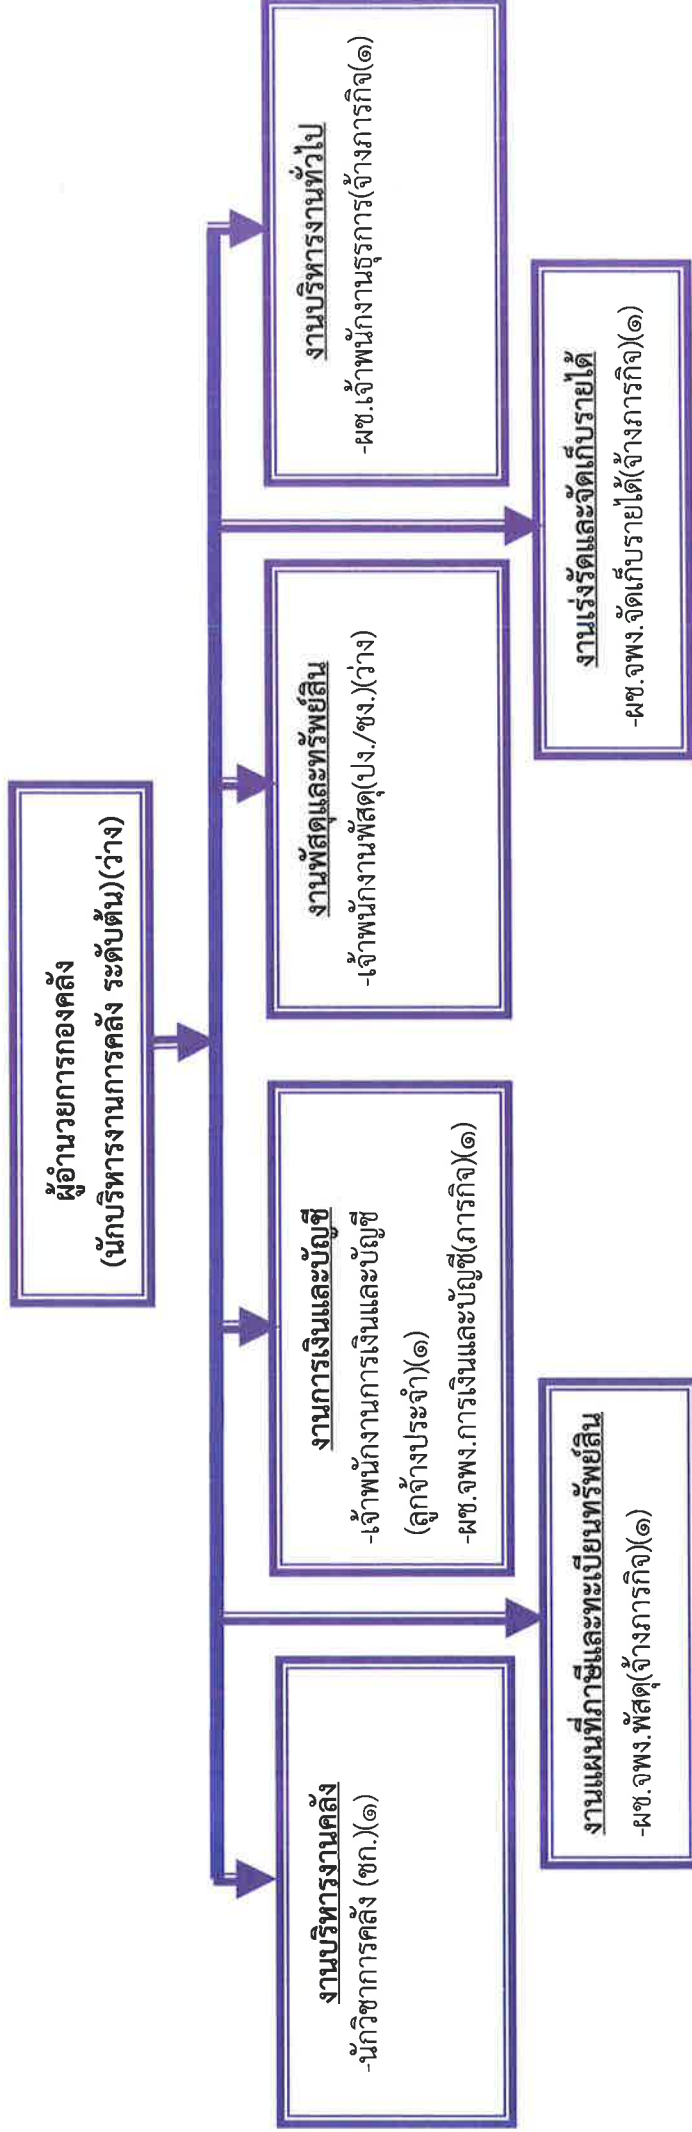 ผู้อำนวยการกองคลัง
(นักบริหารงานการคลัง ระดับต้น)(ว่าง)
งานบริหารงานคลัง
-นักวิชาการคลัง (ชก.)(๑)
งานการเงินและบัญชี
-เจ้าพนักงานการเงินและบัญชี
(ลูกจ้างประจำ)(๑)
-ผช.จพง.การเงินและบัญชี(ภารกิจ)(๑)
งานพัสดุและทรัพย์สิน
-เจ้าพนักงานพัสดุ(ปง./ชง.)(ว่าง)
งานบริหารงานทั่วไป
-ผช.เจ้าพนักงานธุรการ(จ้างภารกิจ(๑)
งานแผนที่ภาษีและทะเบียนทรัพย์สิน
-ผช.จพง.พัสดุ(จ้างภารกิจ)(๑)
งานเร่งรัดและจัดเก็บรายได้
-ผช.จพง.จัดเก็บรายได้(จ้างภารกิจ)(๑)